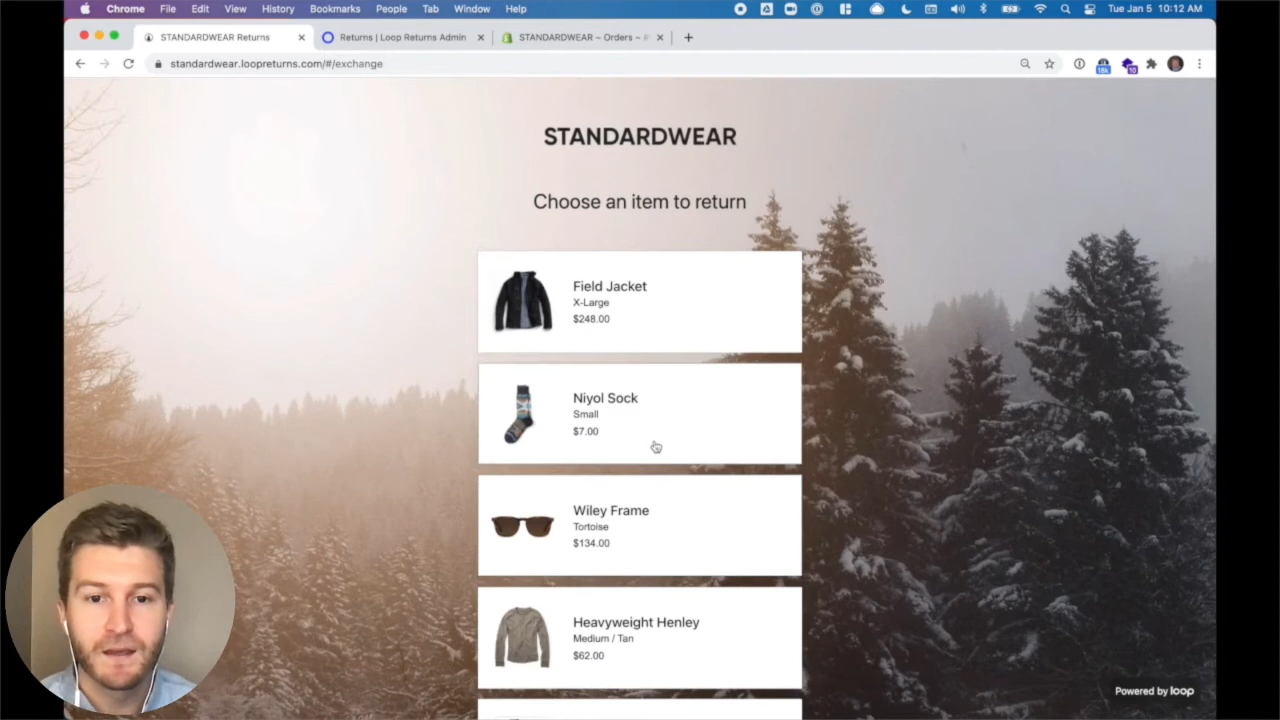 Chrome File Edit View History Bookmarks People Tab Window Help Tue Jan 5 10:12 AM
STANDARDWEAR Returns Returns | Loop Returns Admin STANDARDWEAR ~ Orders ~
standardwear.loopreturns.com/#/exchange
18k
10
STANDARDWEAR
Choose an item to return
Field Jacket
X-Large
$248.00
Niyol Sock
Small
$7.00
Wiley Frame
Tortoise
$134.00
Heavyweight Henley
Medium / Tan
$62.00
Powered by loop